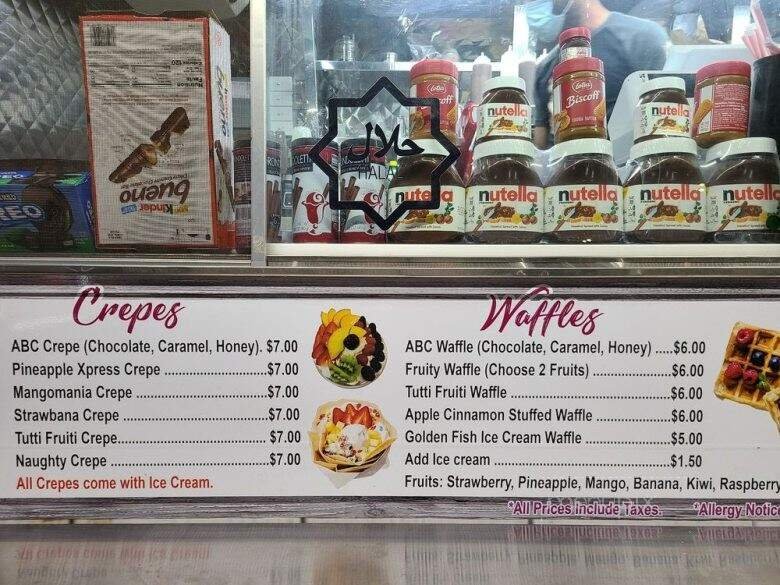 Calories 120
Kinder
bueno
OREO
حلال
HALAL
Lotus
Biscoff
nutella
nutella
nutella
nutella
nutella
nutella
nutella
Crepes
ABC Crepe (Chocolate, Caramel, Honey). $7.00
Pineapple Xpress Crepe ........ $7.00
Mangomania Crepe ........ $7.00
Strawbana Crepe ........ $7.00
Tutti Fruiti Crepe........ $7.00
Naughty Crepe ........ $7.00
All Crepes come with Ice Cream.
Waffles
ABC Waffle (Chocolate, Caramel, Honey) .....$6.00
Fruity Waffle (Choose 2 Fruits) ........ $6.00
Tutti Fruiti Waffle ........ $6.00
Apple Cinnamon Stuffed Waffle ........ $6.00
Golden Fish Ice Cream Waffle ........ $5.00
Add Ice cream ........ $1.50
Fruits: Strawberry, Pineapple, Mango, Banana, Kiwi, Raspberry
*All Prices Include Taxes. *Allergy Notic